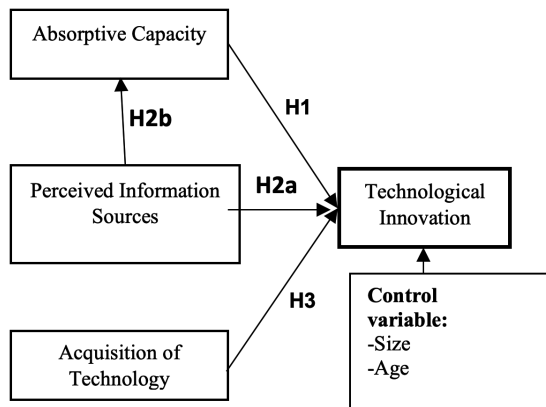 Absorptive Capacity
H2b
H1
Perceived Information
Sources
H2a
Technological
Innovation
H3
Acquisition of
Technology
Control
variable:
-Size
-Age